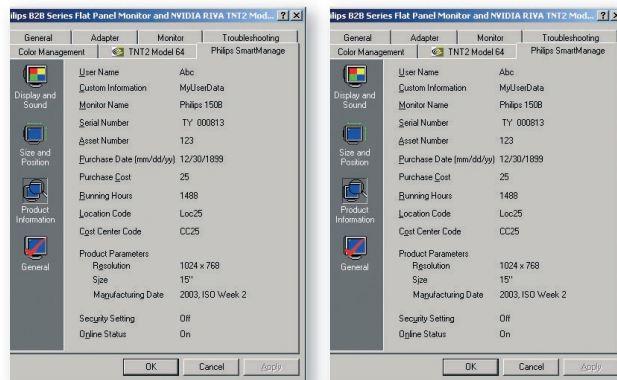 ilips B2B Series Flat Panel Monitor and NVIDIA RIVA TNT2 Mod...
General Adapter Monitor Troubleshooting
Color Management TNT2 Model 64 Philips SmartManage
Display and
Sound
Size and
Position
Product
Information
General
User Name Abc
Custom Information MyUserData
Monitor Name Philips 150B
Serial Number TY 000813
Asset Number 123
Purchase Date (mm/dd/yy) 12/30/1899
Purchase Cost 25
Running Hours 1488
Location Code Loc25
Cost Center Code CC25
Product Parameters
Resolution 1024 x 768
Size 15"
Manufacturing Date 2003, ISO Week 2
Security Setting Off
Online Status On
OK Cancel Apply
ilips B2B Series Flat Panel Monitor and NVIDIA RIVA TNT2 Mod...
General Adapter Monitor Troubleshooting
Color Management TNT2 Model 64 Philips SmartManage
Display and
Sound
Size and
Position
Product
Information
General
User Name Abc
Custom Information MyUserData
Monitor Name Philips 150B
Serial Number TY 000813
Asset Number 123
Purchase Date (mm/dd/yy) 12/30/1899
Purchase Cost 25
Running Hours 1488
Location Code Loc25
Cost Center Code CC25
Product Parameters
Resolution 1024 x 768
Size 15"
Manufacturing Date 2003, ISO Week 2
Security Setting Off
Online Status On
OK Cancel Apply